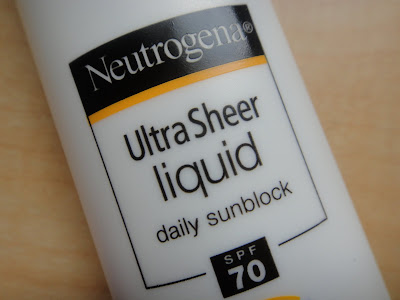 Neutrogena®
Ultra Sheer
liquid
daily sunblock
SPF
70